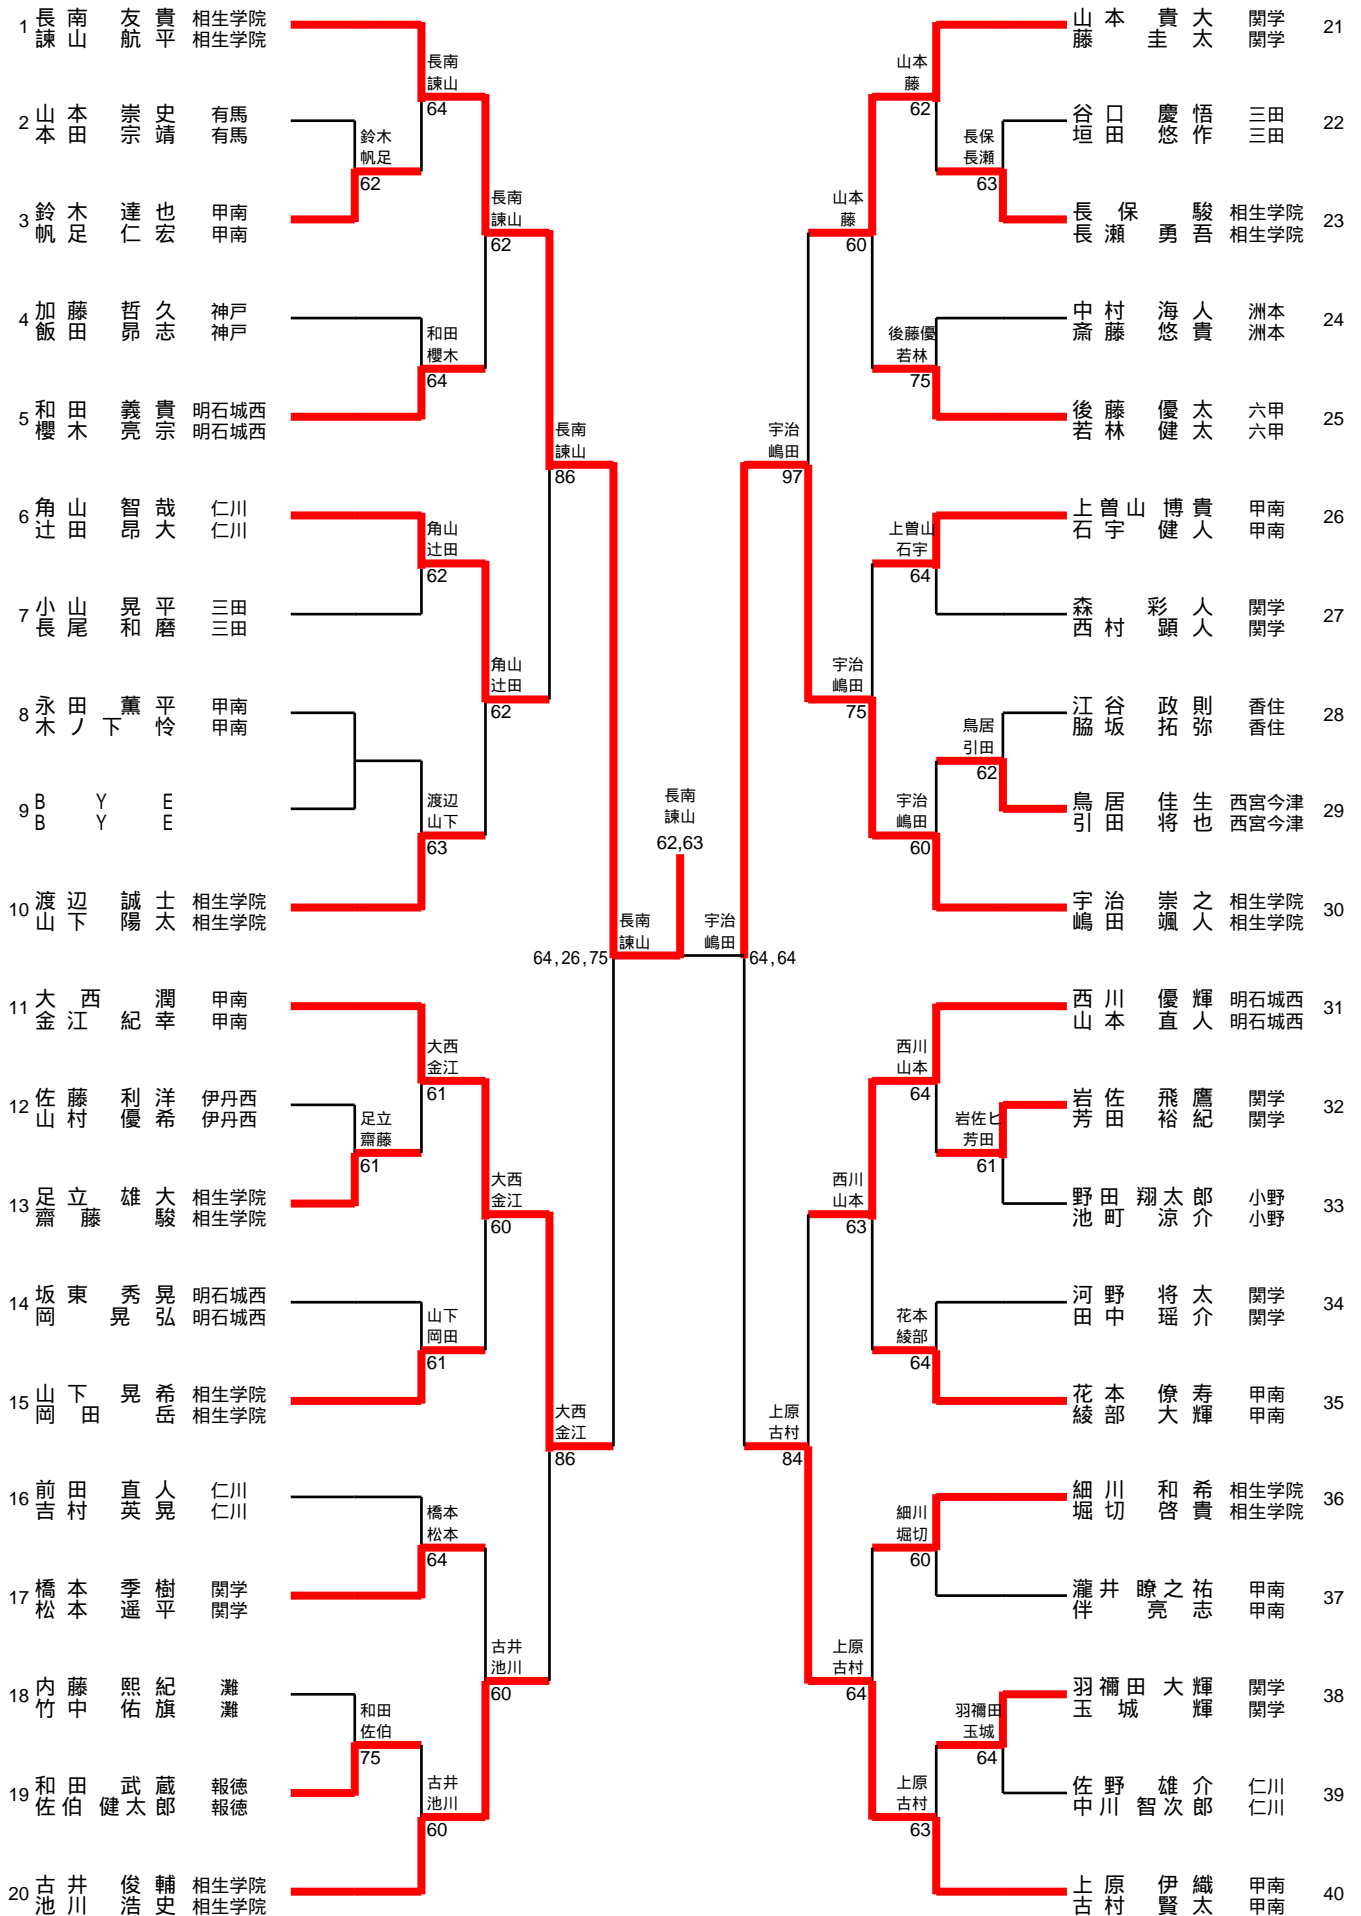 1 長南 友貴 相生学院
諫山 航平 相生学院
2 山本 崇史 有馬
本田 宗靖 有馬
3 鈴木 達也 甲南
帆足 仁宏 甲南
4 加藤 哲久 神戸
飯田 昂志 神戸
5 和田 義貴 明石城西
櫻木 亮宗 明石城西
6 角山 智哉 仁川
辻田 昂大 仁川
7 小山 晃平 三田
長尾 和磨 三田
8 永田 薫平 甲南
木ノ下 怜 甲南
9 B Y E
B Y E
10 渡辺 誠士 相生学院
山下 陽太 相生学院
11 大西 潤 甲南
金江 紀幸 甲南
12 佐藤 利洋 伊丹西
山村 優希 伊丹西
13 足立 雄大 相生学院
齋藤 駿 相生学院
14 坂東 秀晃 明石城西
岡 晃弘 明石城西
15 山下 晃希 相生学院
岡田 岳 相生学院
16 前田 直人 仁川
吉村 英晃 仁川
17 橋本 季樹 関学
松本 遥平 関学
18 内藤 熙紀 灘
竹中 佑旗 灘
19 和田 武蔵 報徳
佐伯 健太郎 報徳
20 古井 俊輔 相生学院
池川 浩史 相生学院
鈴木
帆足
62
和田
佐伯
75
足立
齋藤
61
長南
諫山
64
和田
櫻木
64
角山
辻田
62
渡辺
山下
63
大西
金江
61
山下
岡田
61
橋本
松本
64
古井
池川
60
長南
諫山
62
角山
辻田
62
大西
金江
60
古井
池川
60
長南
諫山
86
大西
金江
86
長南
諫山
64,26,75
長南
諫山
62,63
宇治
嶋田
64,64
宇治
嶋田
97
上原
古村
84
山本
藤
60
宇治
嶋田
75
西川
山本
63
上原
古村
64
山本
藤
62
後藤優
若林
75
上曽山
石宇
64
宇治
嶋田
60
西川
山本
64
花本
綾部
64
細川
堀切
60
上原
古村
63
長保
長瀬
63
鳥居
引田
62
岩佐ヒ
芳田
61
羽禰田
玉城
64
山本 貴大 関学 21
藤 圭太 関学
谷口 慶悟 三田 22
垣田 悠作 三田
長保 駿 相生学院 23
長瀬 勇吾 相生学院
中村 海人 洲本 24
斎藤 悠貴 洲本
後藤 優太 六甲 25
若林 健太 六甲
上曽山 博貴 甲南 26
石宇 健人 甲南
森 彩人 関学 27
西村 顕人 関学
江谷 政則 香住 28
脇坂 拓弥 香住
鳥居 佳生 西宮今津 29
引田 将也 西宮今津
宇治 崇之 相生学院 30
嶋田 颯人 相生学院
西川 優輝 明石城西 31
山本 直人 明石城西
岩佐 飛鷹 関学 32
芳田 裕紀 関学
野田 翔太郎 小野 33
池町 涼介 小野
河野 将太 関学 34
田中 瑶介 関学
花本 僚寿 甲南 35
綾部 大輝 甲南
細川 和希 相生学院 36
堀切 啓貴 相生学院
瀧井 瞭之祐 甲南 37
伴 亮志 甲南
羽禰田 大輝 関学 38
玉城 輝 関学
佐野 雄介 仁川 39
中川 智次郎 仁川
上原 伊織 甲南 40
古村 賢太 甲南